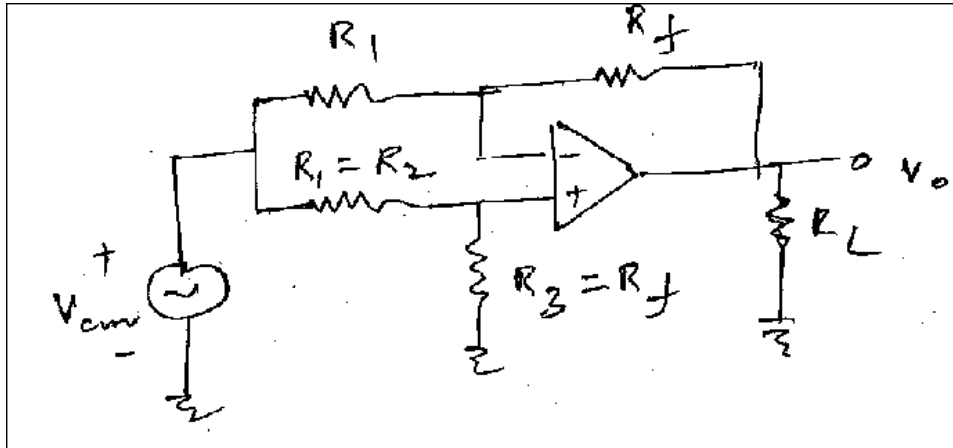 R1
Rf
R1 = R2
-
+
Vo
RL
R3 = Rf
+
Vcm
-